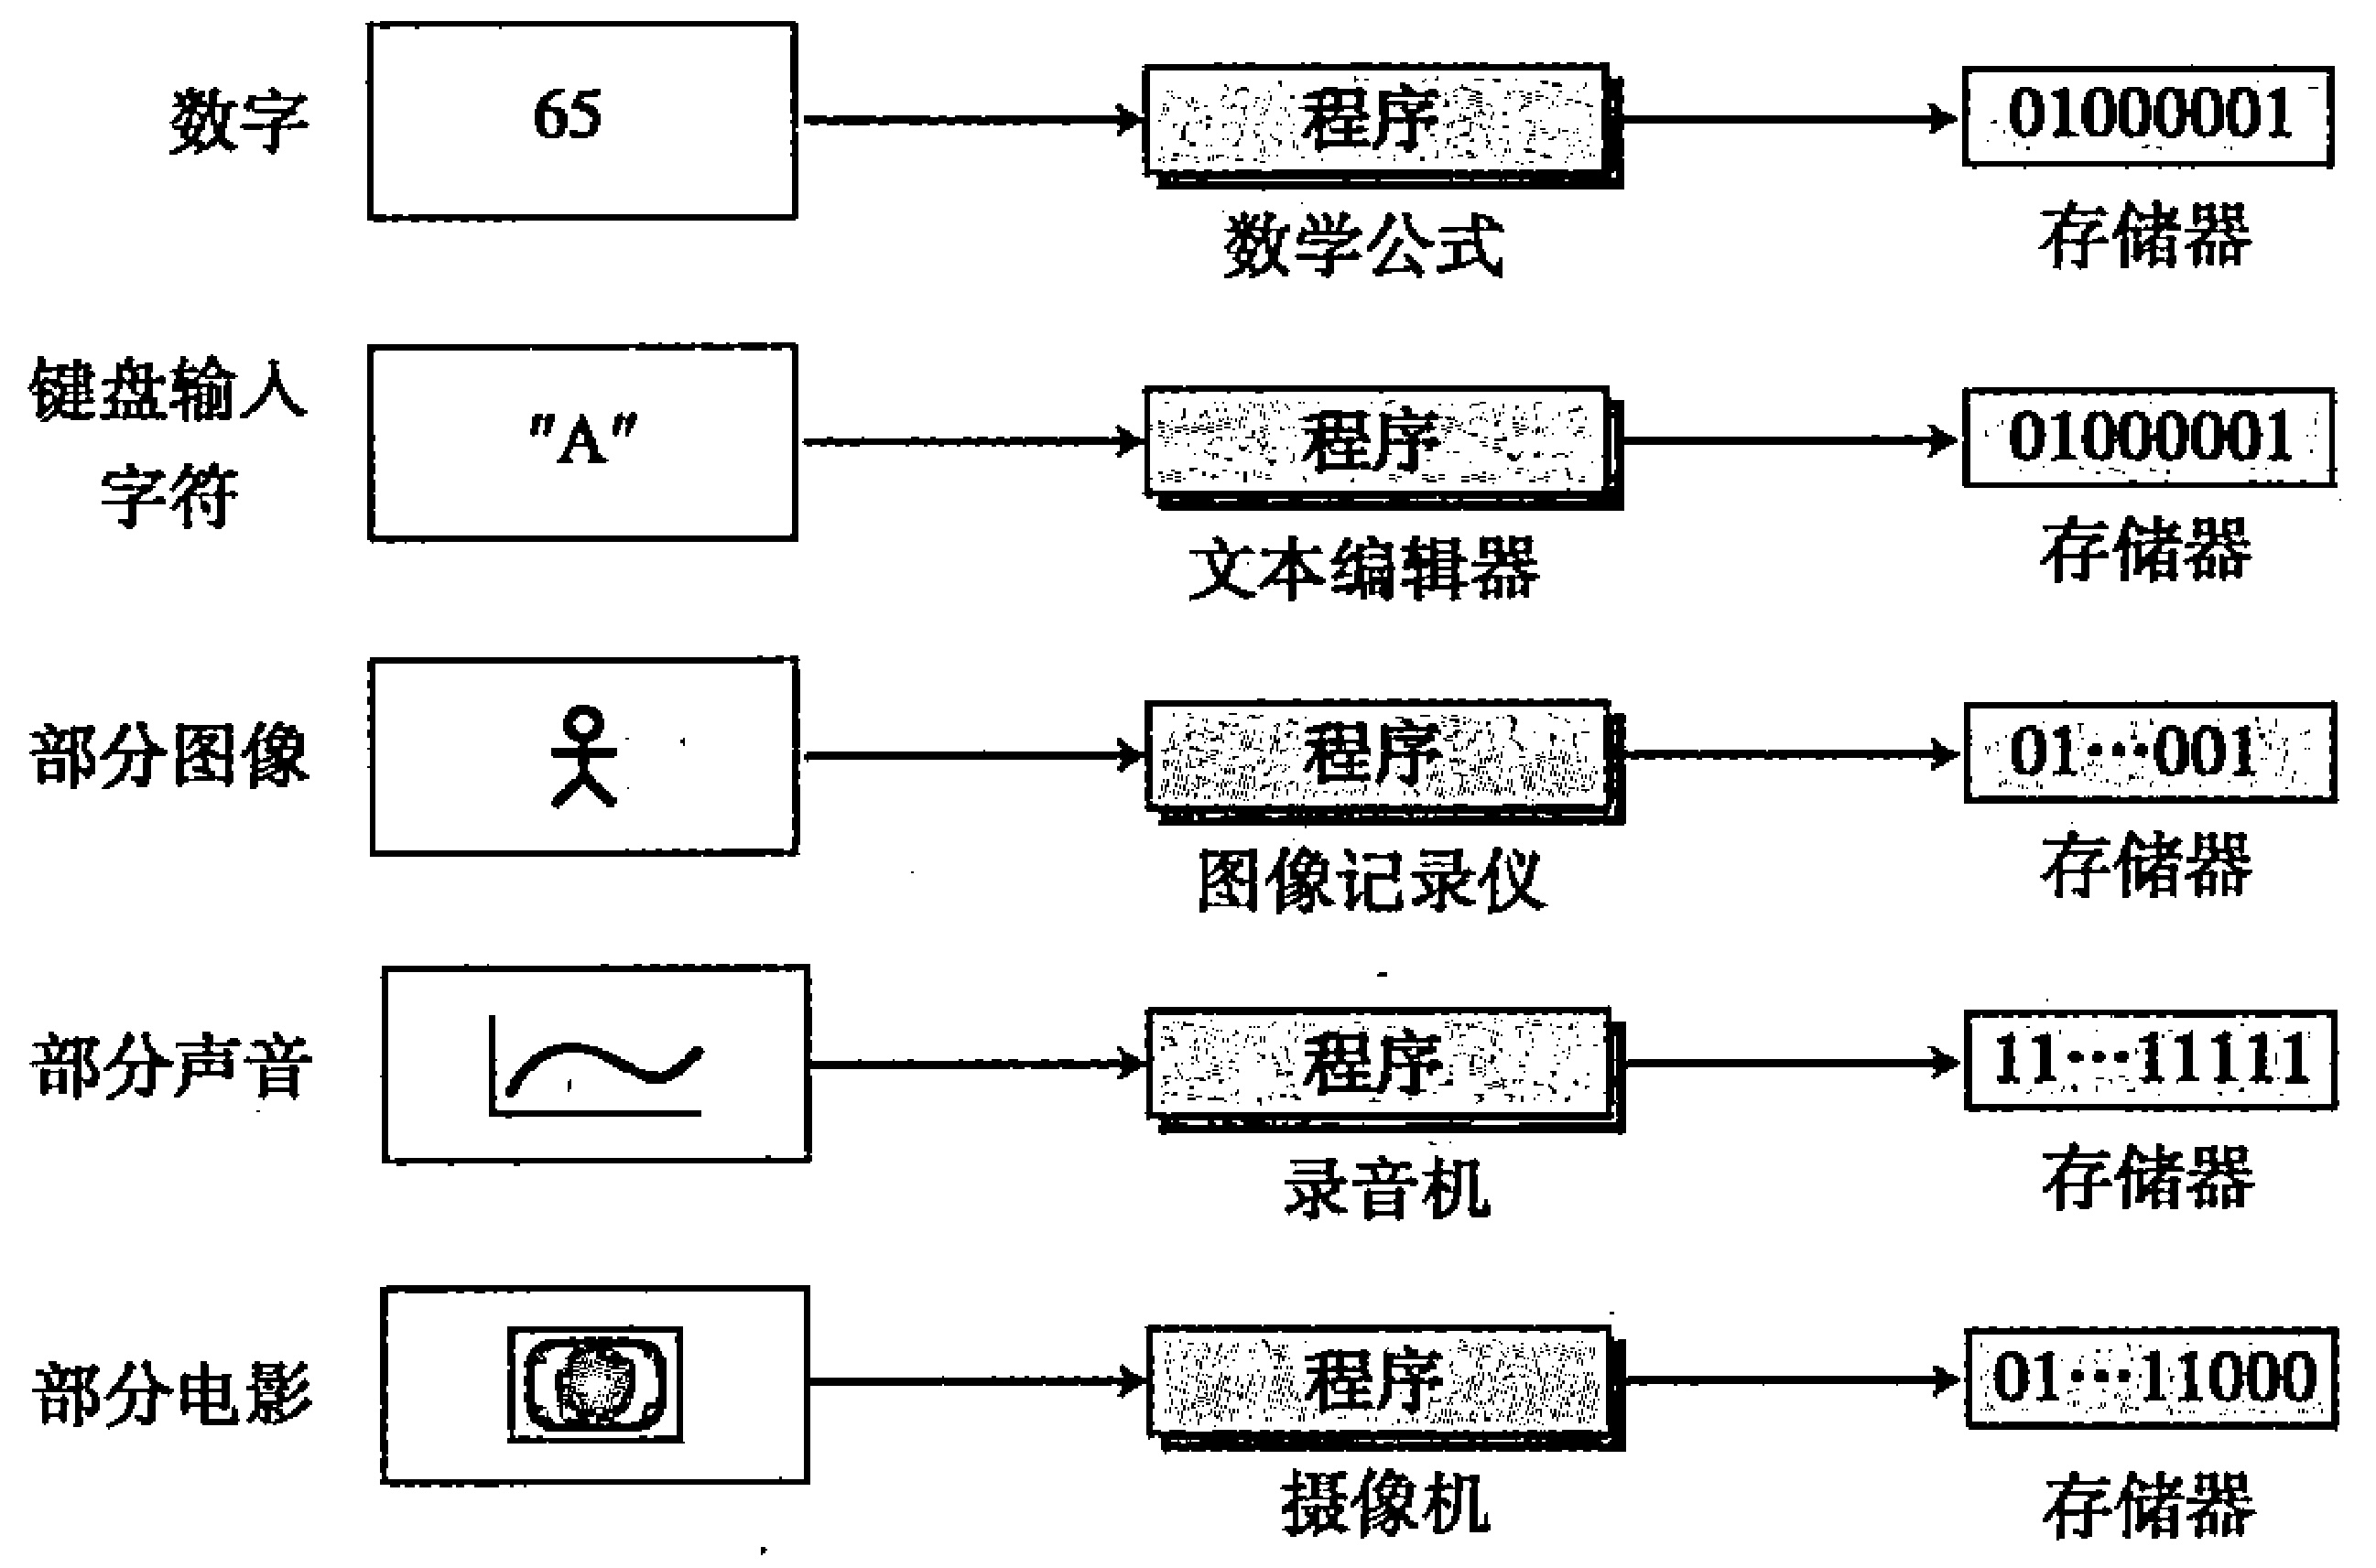 数字
65
程序
01000001
数学公式
存储器
键盘输入
字符
"A"
程序
01000001
文本编辑器
存储器
部分图像
程序
01···001
图像记录仪
存储器
部分声音
程序
11···11111
录音机
存储器
部分电影
程序
01···11000
摄像机
存储器